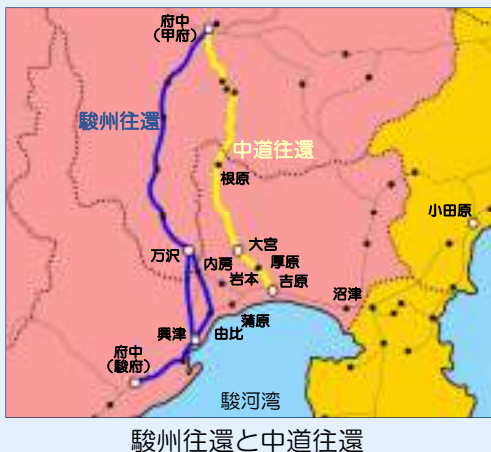 府中
（甲府）
駿州往還
中道往還
根原
小田原
大宮
万沢
内房
厚原
岩本
吉原
沼津
蒲原
興津
由比
府中
（駿府）
駿河湾
駿州往還と中道往還